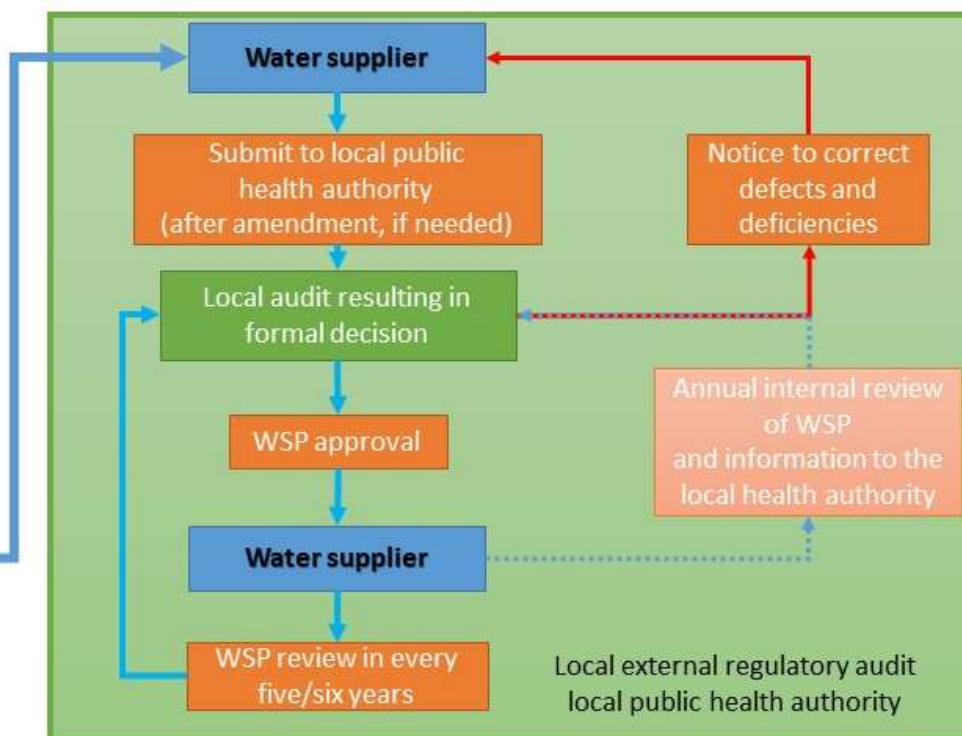 Water supplier
Submit to local public
health authority
(after amendment, if needed)
Notice to correct
defects and
deficiencies
Local audit resulting in
formal decision
Annual internal review
of WSP
and information to the
local health authority
WSP approval
Water supplier
WSP review in every
five/six years
Local external regulatory audit
local public health authority